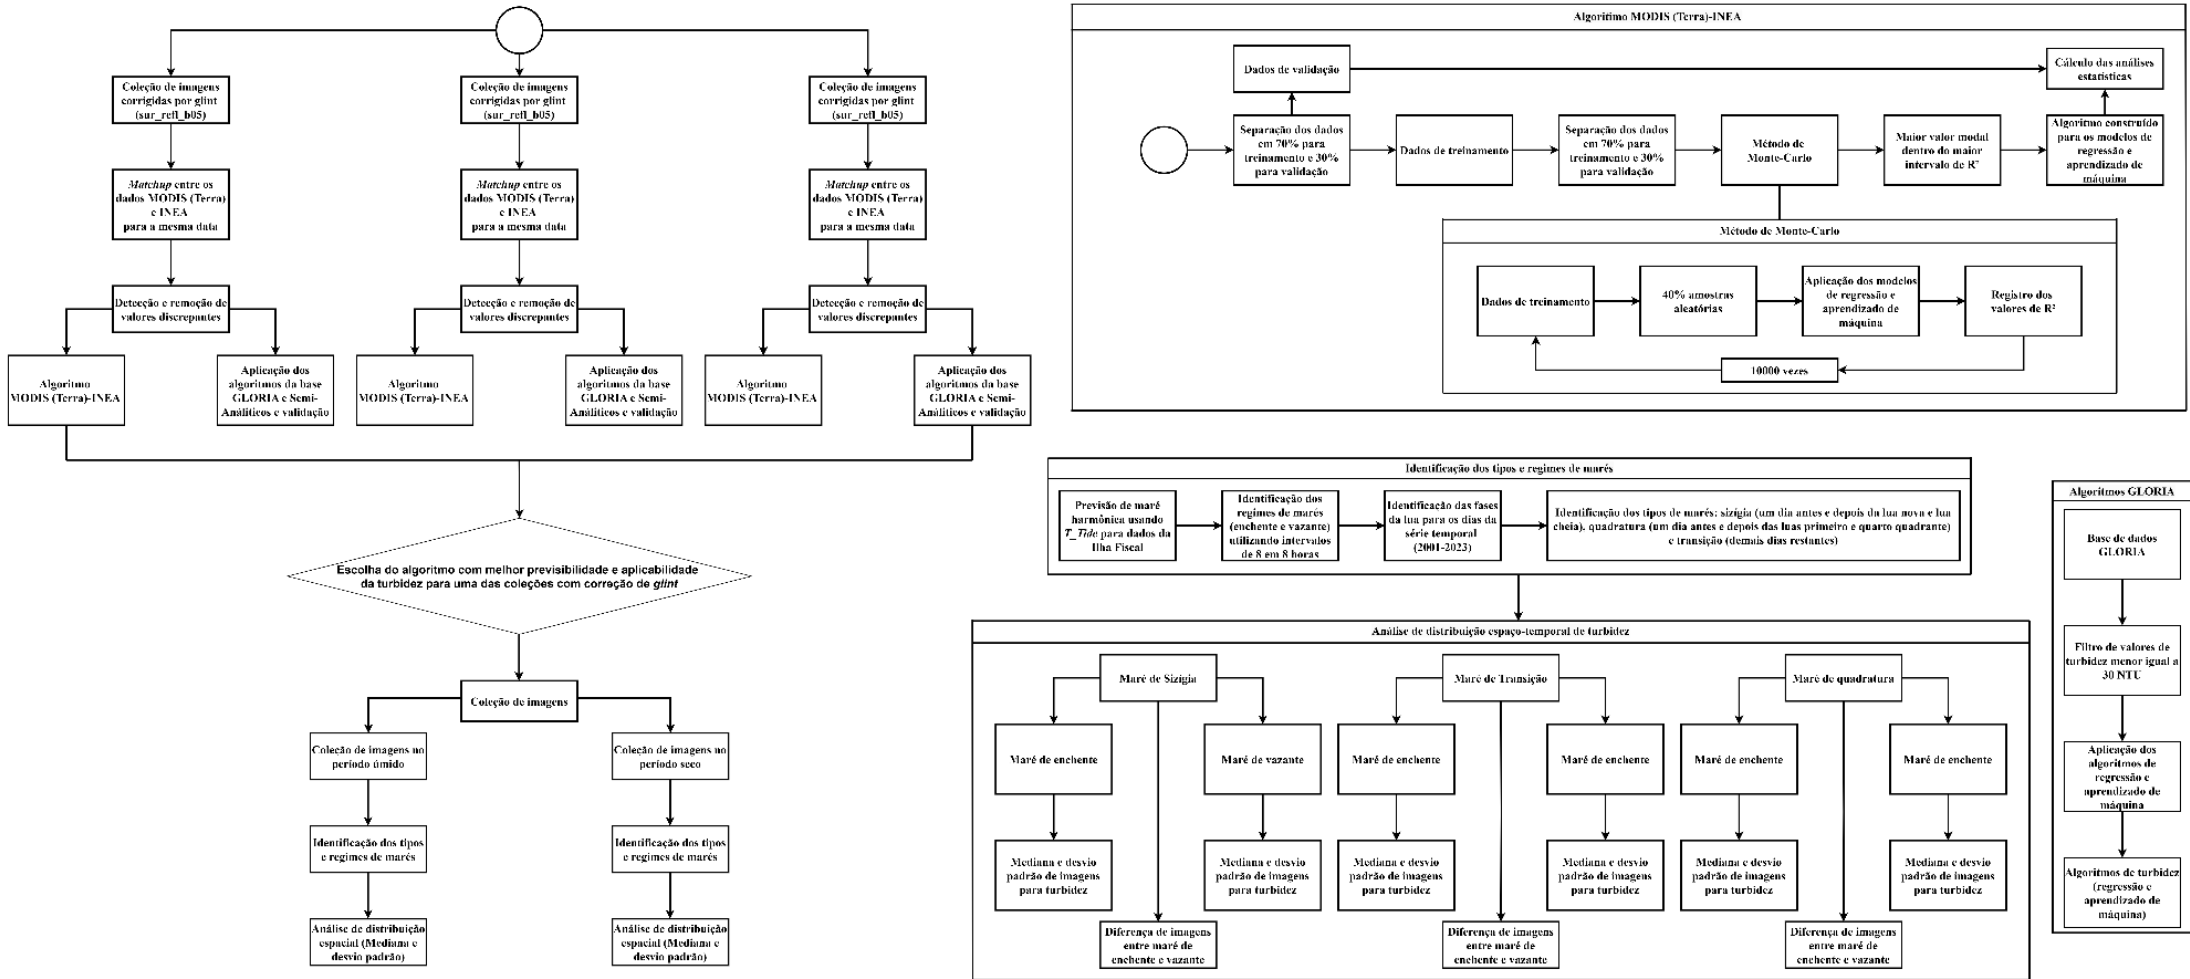 Coleção de imagens
corrigidas por glint
(sur_refl_b05)
Coleção de imagens
corrigidas por glint
(sur_refl_b05)
Coleção de imagens
corrigidas por glint
(sur_refl_b05)
Matchup entre os
dados MODIS (Terra)
e INEA
para a mesma data
Matchup entre os
dados MODIS (Terra)
e INEA
para a mesma data
Matchup entre os
dados MODIS (Terra)
e INEA
para a mesma data
Detecção e remoção de
valores discrepantes
Detecção e remoção de
valores discrepantes
Detecção e remoção de
valores discrepantes
Algoritmo
MODIS (Terra)-INEA
Aplicação dos
algoritmos da base
GLORIA e Semi-
Análiticos e validação
Algoritmo
MODIS (Terra)-INEA
Aplicação dos
algoritmos da base
GLORIA e Semi-
Análiticos e validação
Algoritmo
MODIS (Terra)-INEA
Aplicação dos
algoritmos da base
GLORIA e Semi-
Análiticos e validação
Escolha do algoritmo com melhor previsibilidade e aplicabilidade
da turbidez para uma das coleções com correção de glint
Coleção de imagens
Coleção de imagens no
período úmido
Coleção de imagens no
período seco
Identificação dos tipos
e regimes de marés
Identificação dos tipos
e regimes de marés
Análise de distribuição
espacial (Mediana e
desvio padrão)
Análise de distribuição
espacial (Mediana e
desvio padrão)
Algoritimo MODIS (Terra)-INEA
Dados de validação
Cálculo das análises
estatísticas
Separação dos dados
em 70% para
treinamento e 30%
para validação
Dados de treinamento
Separação dos dados
em 70% para
treinamento e 30%
para validação
Método de
Monte-Carlo
Maior valor modal
dentro do maior
intervalo de R²
Algoritmo construído
para os modelos de
regressão e
aprendizado de
máquina
Método de Monte-Carlo
Dados de treinamento
40% amostras
aleatórias
Aplicação dos modelos
de regressão e
aprendizado de
máquina
Registro dos
valores de R²
10000 vezes
Identificação dos tipos e regimes de marés
Previsão de maré
harmônica usando
T_Tide para dados da
Ilha Fiscal
Identificação dos
regimes de marés
(enchente e vazante)
utilizando intervalos
de 8 em 8 horas
Identificação das fases
da lua para os dias da
série temporal
(2001-2023)
Identificação dos tipos de marés: sizígia (um dia antes e depois da lua nova e lua
cheia), quadratura (um dia antes e depois das luas primeiro e quarto quadrante)
e transição (demais dias restantes)
Análise de distribuição espaço-temporal de turbidez
Maré de Sizígia
Maré de Transição
Maré de quadratura
Maré de enchente
Maré de vazante
Maré de enchente
Maré de enchente
Maré de enchente
Maré de enchente
Mediana e desvio
padrão de imagens
para turbidez
Mediana e desvio
padrão de imagens
para turbidez
Mediana e desvio
padrão de imagens
para turbidez
Mediana e desvio
padrão de imagens
para turbidez
Mediana e desvio
padrão de imagens
para turbidez
Mediana e desvio
padrão de imagens
para turbidez
Diferença de imagens
entre maré de
enchente e vazante
Diferença de imagens
entre maré de
enchente e vazante
Diferença de imagens
entre maré de
enchente e vazante
Algoritmos GLORIA
Base de dados
GLORIA
Filtro de valores de
turbidez menor igual a
30 NTU
Aplicação dos
algoritmos de
regressão e
aprendizado de
máquina
Algoritmos de turbidez
(regressão e
aprendizado de
máquina)